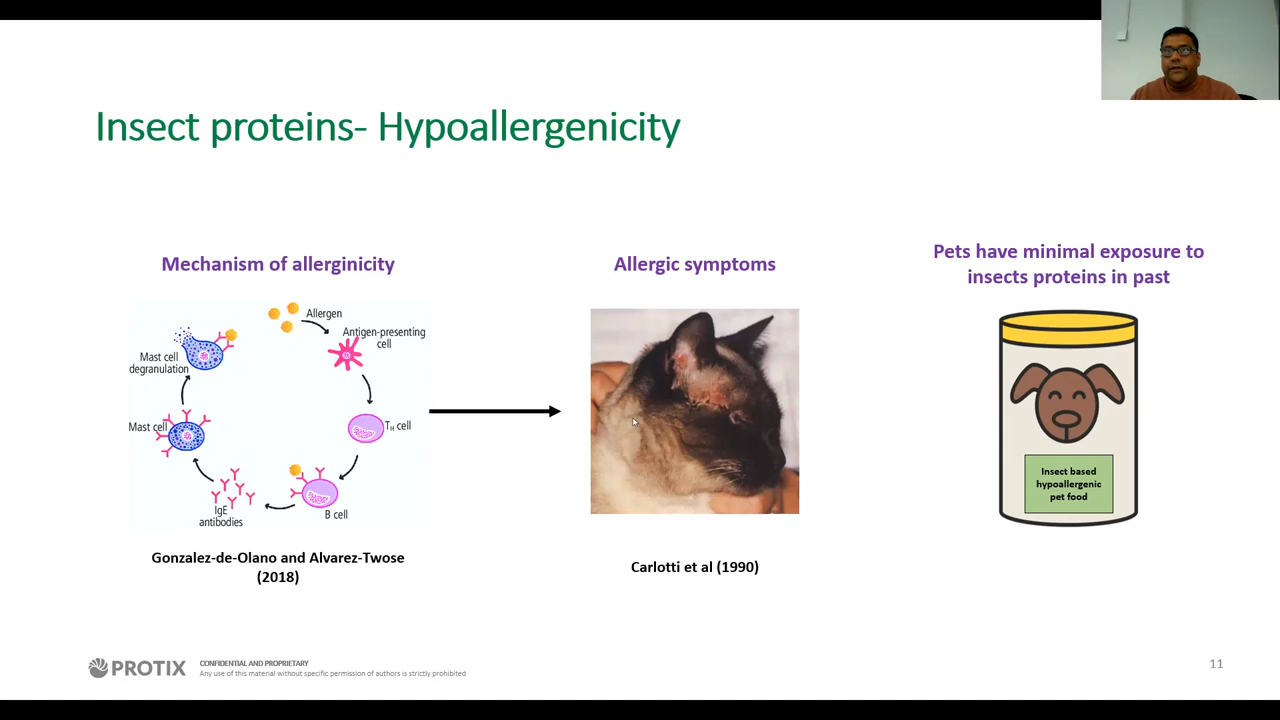 Insect proteins- Hypoallergenicity
Mechanism of allerginicity
Allergen
Antigen-presenting
cell
Mast cell
degranulation
Mast cell
TH cell
IgE
antibodies
B cell
Gonzalez-de-Olano and Alvarez-Twose
(2018)
Allergic symptoms
Carlotti et al (1990)
Pets have minimal exposure to
insects proteins in past
Insect based
hypoallergenic
pet food
PROTIX
CONFIDENTIAL AND PROPRIETARY
Any use of this material without specific permission of authors is strictly prohibited
11